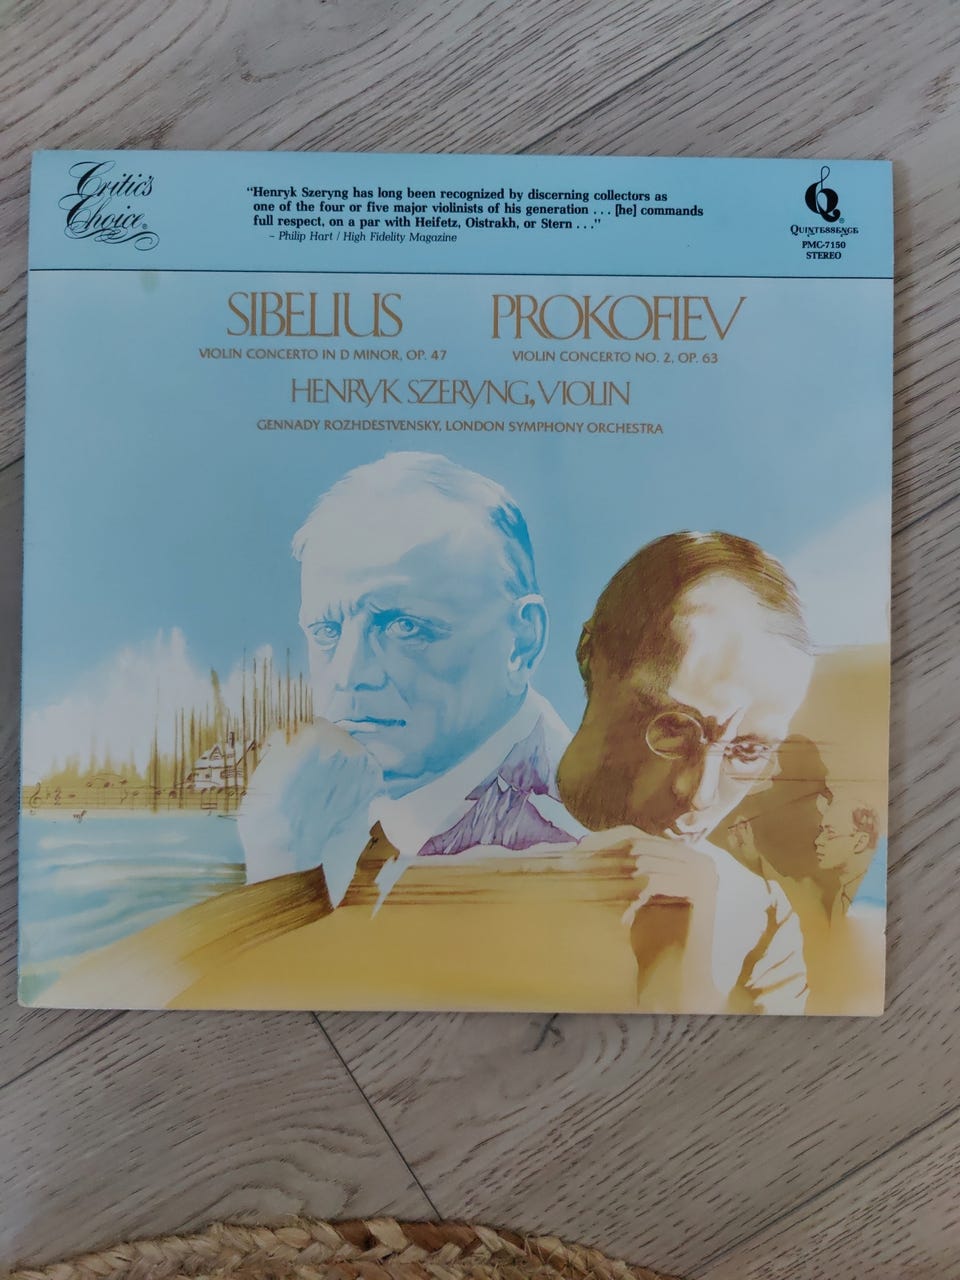 Critic's
Choice®
"Henryk Szeryng has long been recognized by discerning collectors as
one of the four or five major violinists of his generation . . . [he] commands
full respect, on a par with Heifetz, Oistrakh, or Stern . . ."
– Philip Hart / High Fidelity Magazine
QUINTESSENCE®
PMC-7150
STEREO
SIBELIUS
VIOLIN CONCERTO IN D MINOR, OP. 47
PROKOFIEV
VIOLIN CONCERTO NO. 2, OP. 63
HENRYK SZERYNG, VIOLIN
GENNADY ROZHDESTVENSKY, LONDON SYMPHONY ORCHESTRA
mf